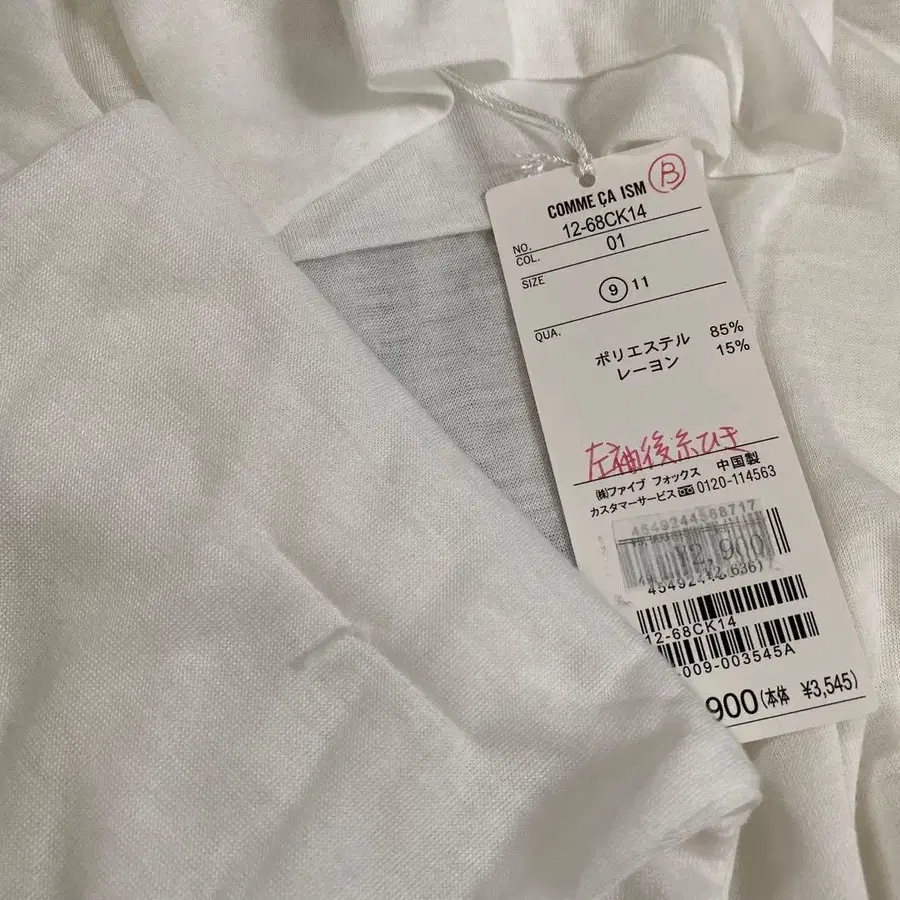 COMME ÇA ISM B
NO. 12-68CK14
COL. 01
SIZE 9 11
QUA.
ポリエステル 85%
レーヨン 15%
左袖後糸ひき
㈱ファイブ フォックス 中国製
カスタマーサービス 0120-114563
4549244568717
¥2,900
(2,636)
12-68CK14
-009-003545A
900(本体 ¥3,545)